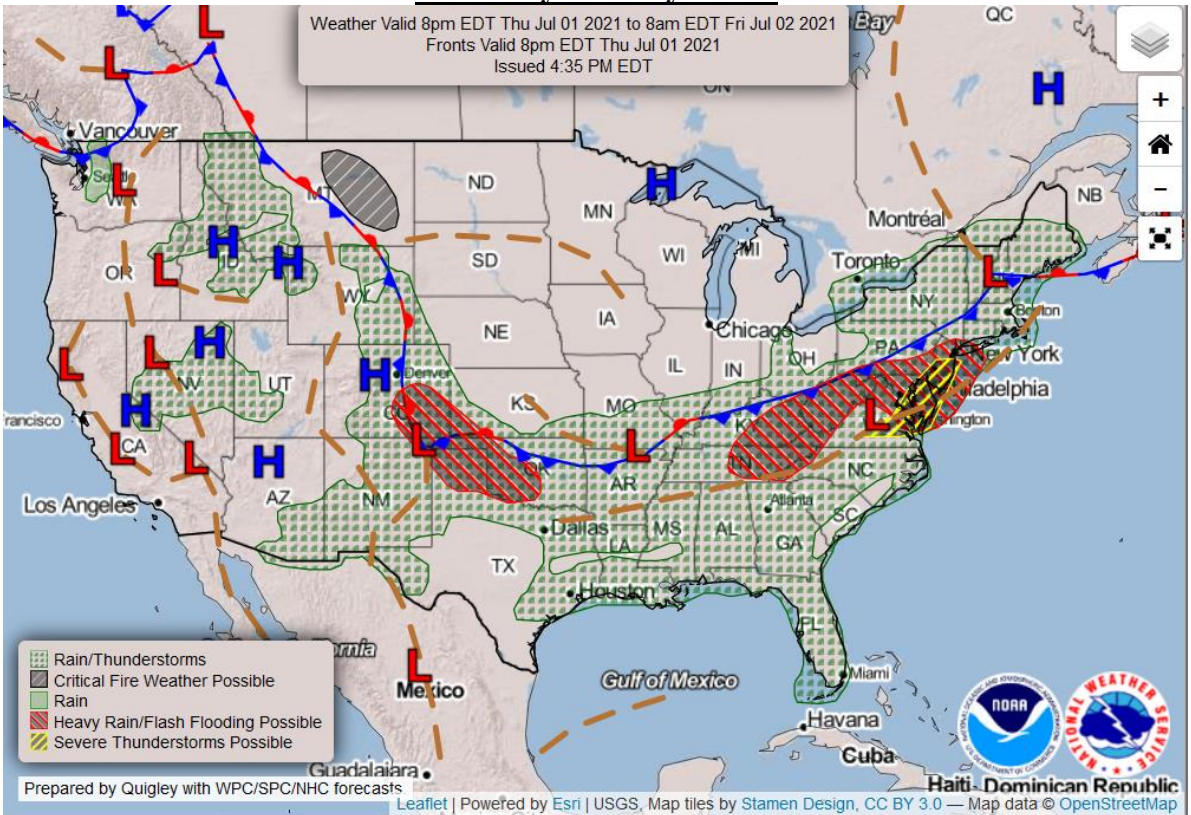 Weather Valid 8pm EDT Thu Jul 01 2021 to 8am EDT Fri Jul 02 2021
Fronts Valid 8pm EDT Thu Jul 01 2021
Issued 4:35 PM EDT
Bay
QC
ON
L
L
H
+
−
Vancouver
L
WA
MT
ND
MN
H
NB
Montréal
OR
L
H
ID
H
SD
WI
MI
Toronto
L
WY
NY
Boston
NE
IA
Chicago
PA
New York
L
L
H
NV
UT
H
Denver
IL
IN
OH
CO
KS
MO
KY
L
H
L
CA
L
H
AZ
L
OK
L
AR
TN
NC
Los Angeles
NM
Dallas
LA
MS
AL
Atlanta
GA
SC
TX
Houston
FL
Miami
L
Mexico
Gulf of Mexico
Havana
Cuba
Haiti
Dominican Republic
Guadalajara
Rain/Thunderstorms
Critical Fire Weather Possible
Rain
Heavy Rain/Flash Flooding Possible
Severe Thunderstorms Possible
NOAA
NATIONAL WEATHER SERVICE
Prepared by Quigley with WPC/SPC/NHC forecasts.
Leaflet | Powered by Esri | USGS, Map tiles by Stamen Design, CC BY 3.0 — Map data © OpenStreetMap